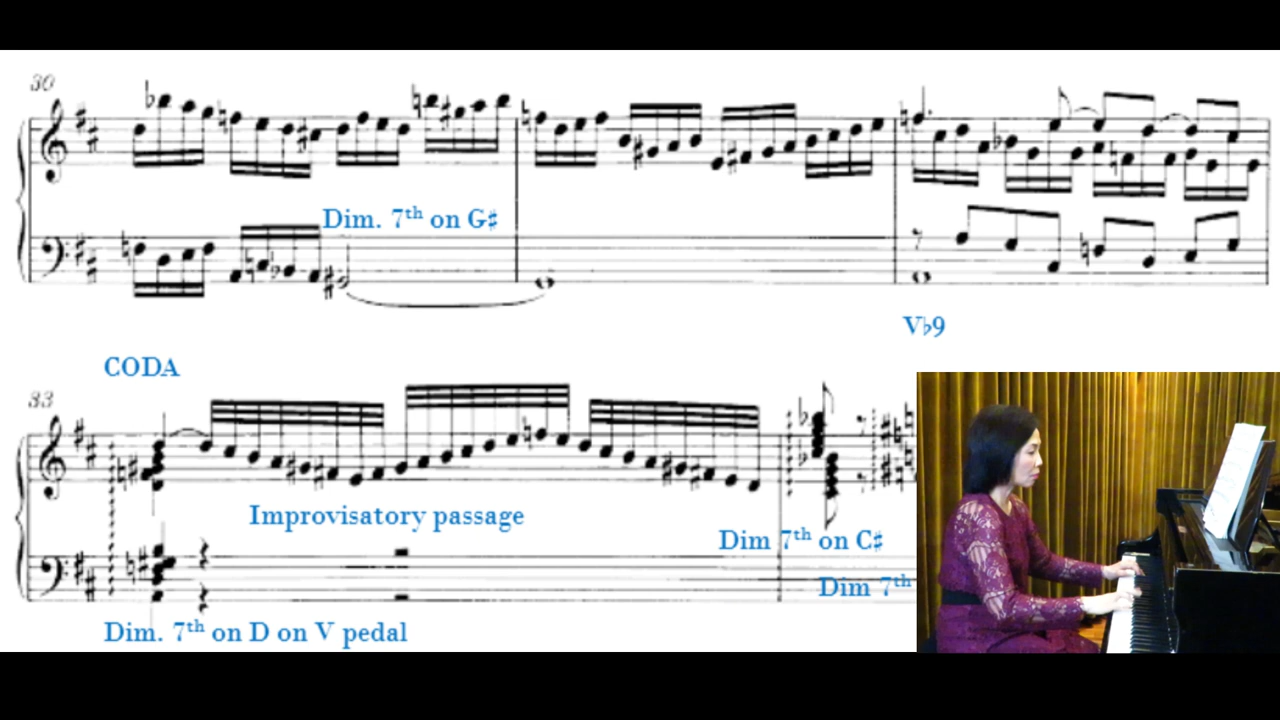 30
Dim. 7th on G♯
V♭9
CODA
33
Improvisatory passage
Dim 7th on C♯
Dim 7th
Dim. 7th on D on V pedal